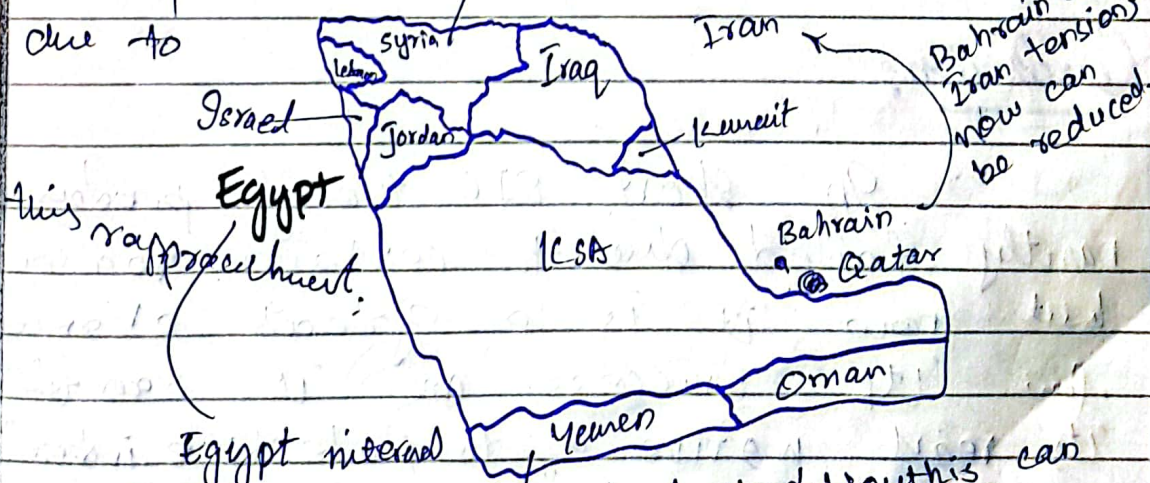 due to
Syria
Iran
Lebanon
Iraq
Israel
Jordan
Kuwait
Bahrain
Iran tensions
now can
be reduced.
Egypt
this
rapprochment.
KSA
Bahrain
Qatar
Oman
Yemen
Egypt
can